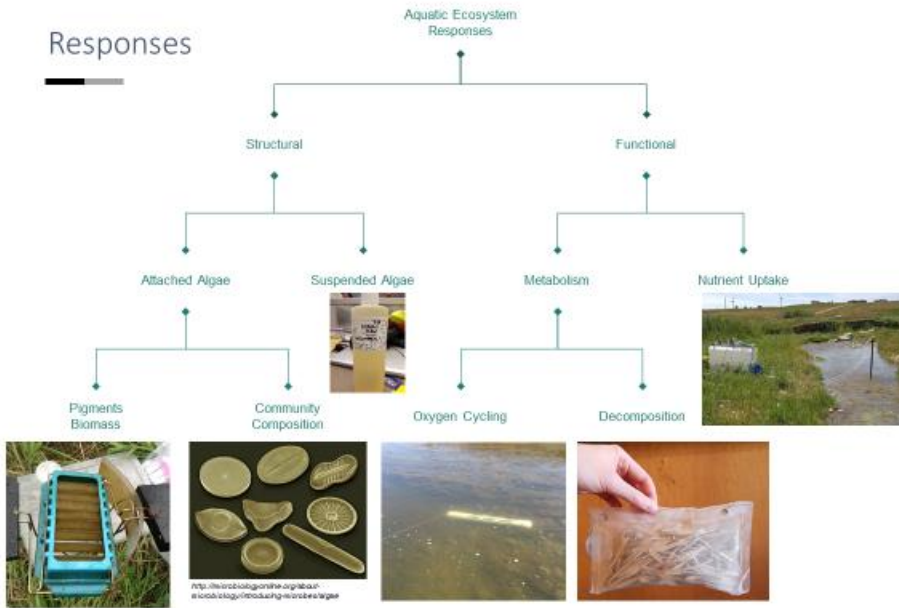 Responses
Aquatic Ecosystem
Responses
Structural
Functional
Attached Algae
Suspended Algae
Metabolism
Nutrient Uptake
Pigments
Biomass
Community
Composition
Oxygen Cycling
Decomposition
http://microbiologyonline.org/about-
microbiology/introducing-microbes/algae